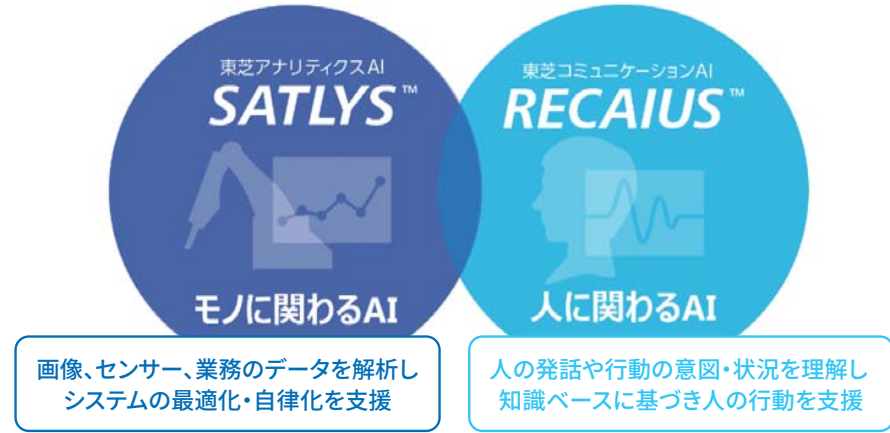 東芝アナリティクスAI
SATLYS™
モノに関わるAI
画像、センサー、業務のデータを解析し
システムの最適化・自律化を支援
東芝コミュニケーションAI
RECAIUS™
人に関わるAI
人の発話や行動の意図・状況を理解し
知識ベースに基づき人の行動を支援